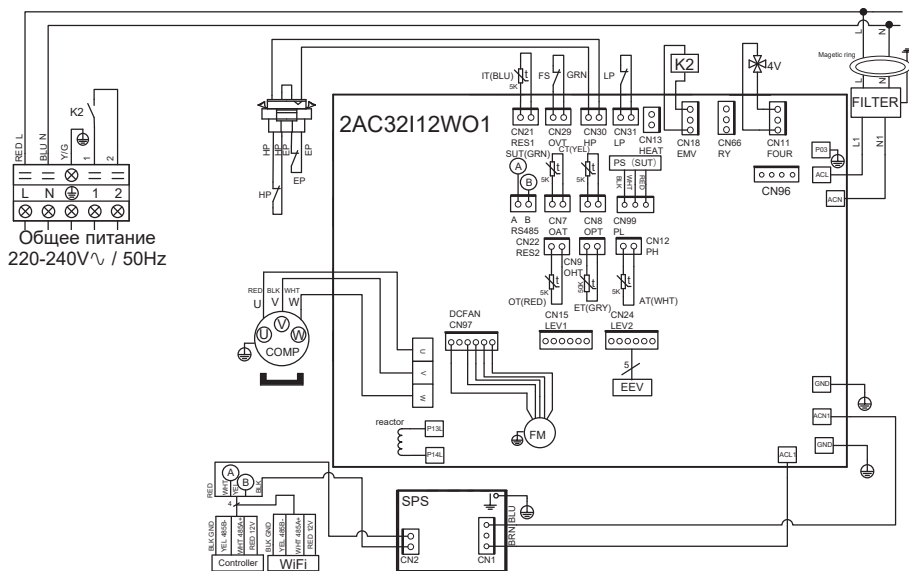 L
N
Magetic ring
L
N
FILTER
L1
N1
K2
RED L
BLU N
Y/G
1
2
L
N
1
2
Общее питание
220-240V∿ / 50Hz
HP
HP
EP
EP
HP
EP
2AC32I12WO1
IT(BLU)
5K
t
FS
GRN
LP
K2
4V
CN21
RES1
CN29
OVT
CN30
HP
CN31
LP
CN13
HEAT
CN18
EMV
CN66
RY
CN11
FOUR
P03
ACL
ACN
CN96
SUT(GRN)
A
B
A B
RS485
CT(YEL)
5K
t
5K
t
PS (SUT)
BLK
WHT
RED
CN7
OAT
CN8
OPT
CN99
PL
CN22
RES2
CN9
OHT
CN12
PH
5K
t
50K
t
5K
t
OT(RED)
ET(GRY)
AT(WHT)
RED BLK WHT
U V W
U
V
W
COMP
DCFAN
CN97
CN15
LEV1
CN24
LEV2
5
EEV
U
V
W
FM
reactor
P13L
P14L
GND
ACN1
GND
ACL1
RED
A
WHT
YEL
B
BLK
4
BLK GND
YEL 485B-
WHT 485A+
RED 12V
Controller
BLK GND
YEL 485B-
WHT 485A+
RED 12V
WiFi
SPS
CN2
CN1
BRN
BLU